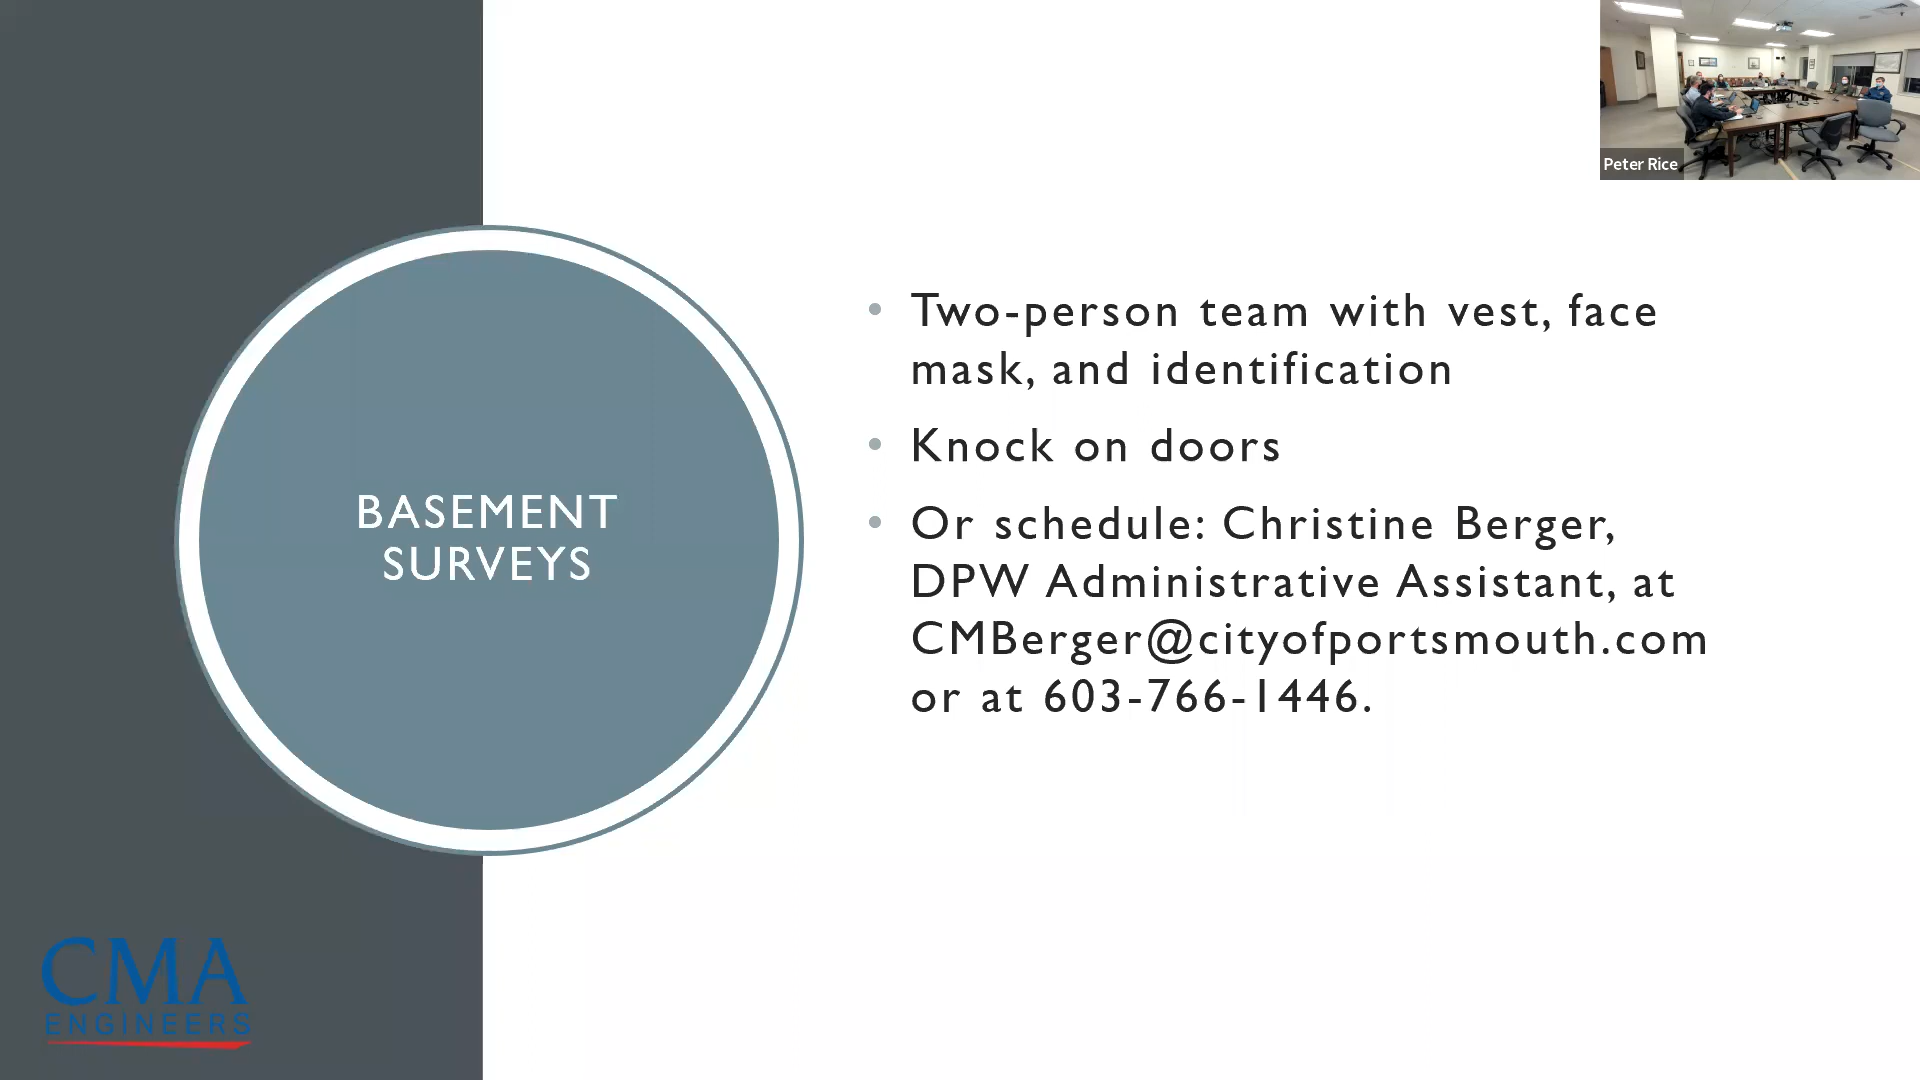 Peter Rice
BASEMENT
SURVEYS
• Two-person team with vest, face
mask, and identification
• Knock on doors
• Or schedule: Christine Berger,
DPW Administrative Assistant, at
CMBerger@cityofportsmouth.com
or at 603-766-1446.
CMA
ENGINEERS